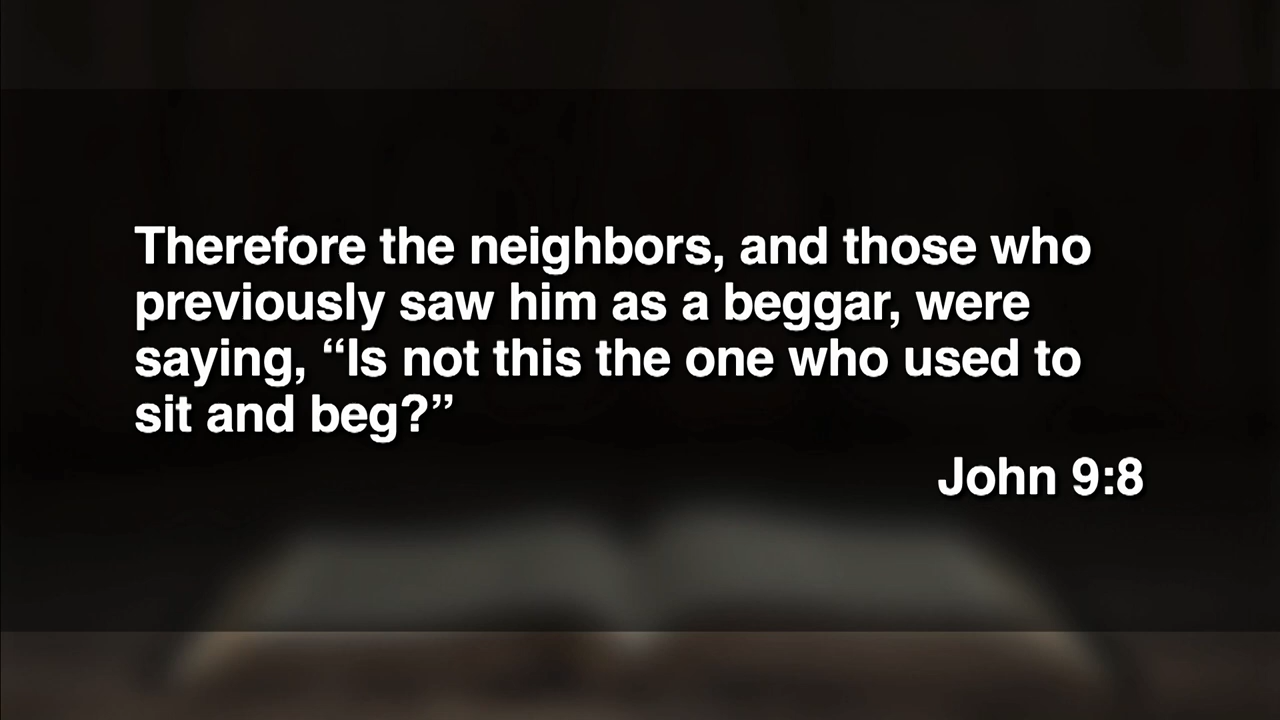 Therefore the neighbors, and those who
previously saw him as a beggar, were
saying, “Is not this the one who used to
sit and beg?”
John 9:8